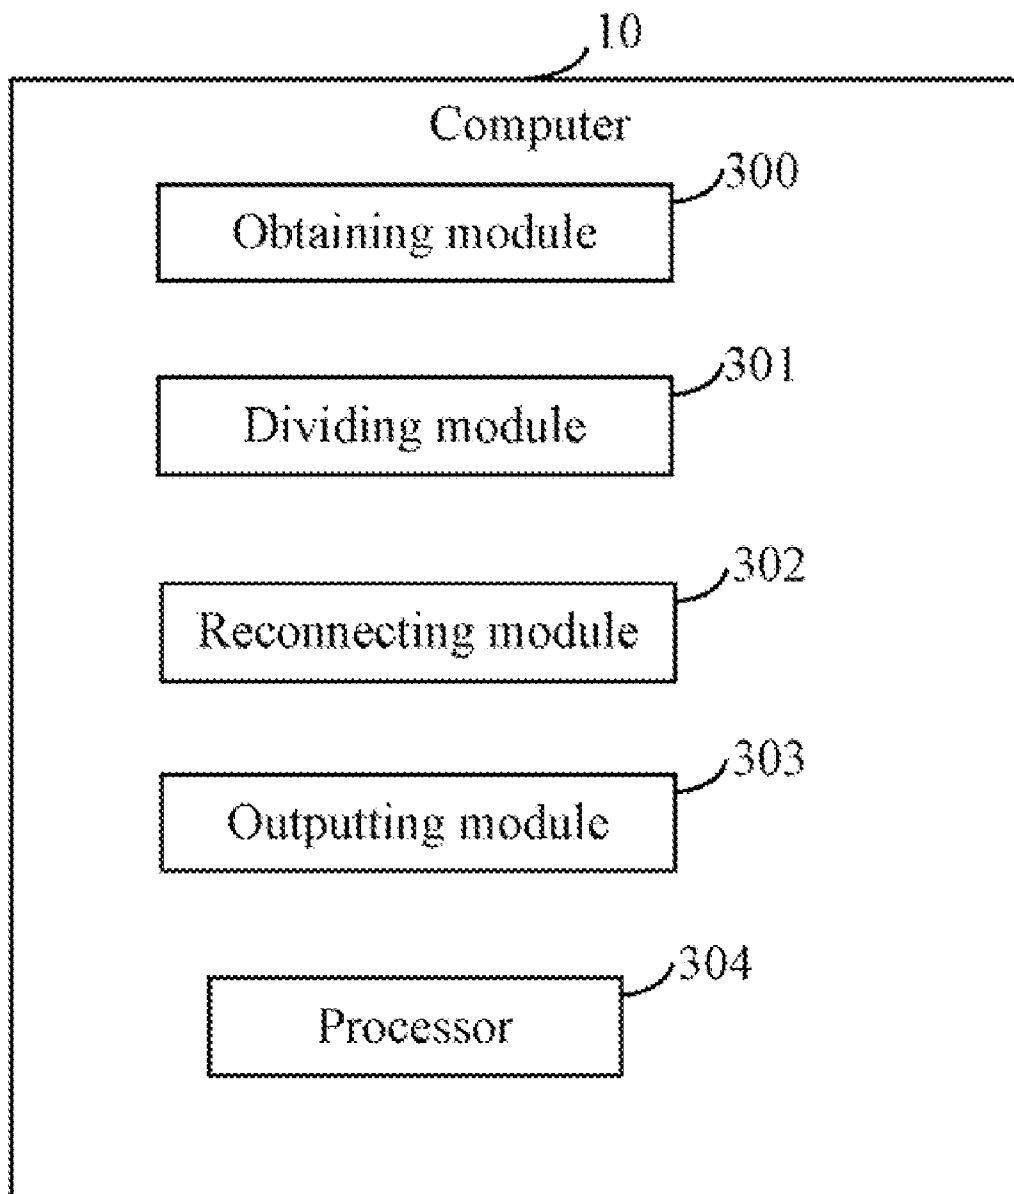 10
Computer
300
Obtaining module
301
Dividing module
302
Reconnecting module
303
Outputting module
304
Processor